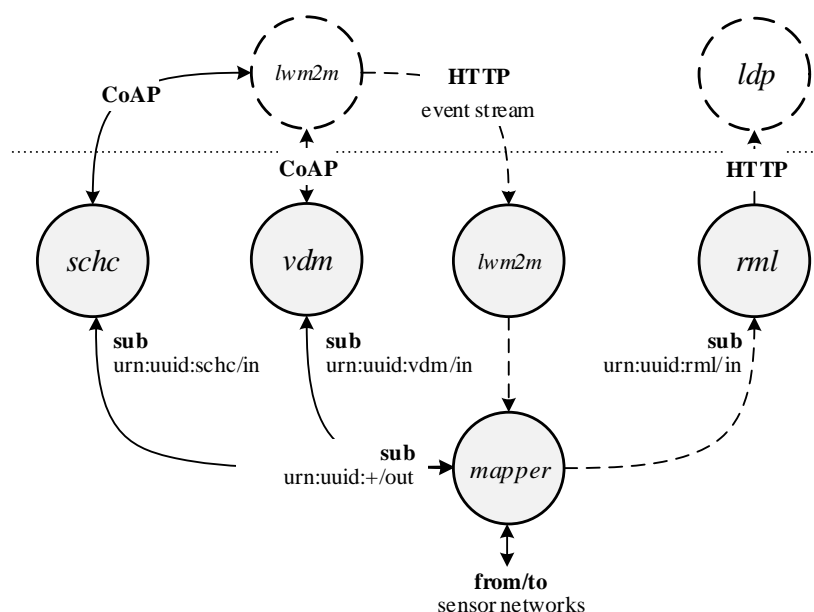 lwm2m
HTTP
ldp
CoAP
event stream
CoAP
HTTP
schc
vdm
lwm2m
rml
sub
urn:uuid:schc/in
sub
urn:uuid:vdm/in
sub
urn:uuid:rml/in
sub
urn:uuid:+/out
mapper
from/to
sensor networks